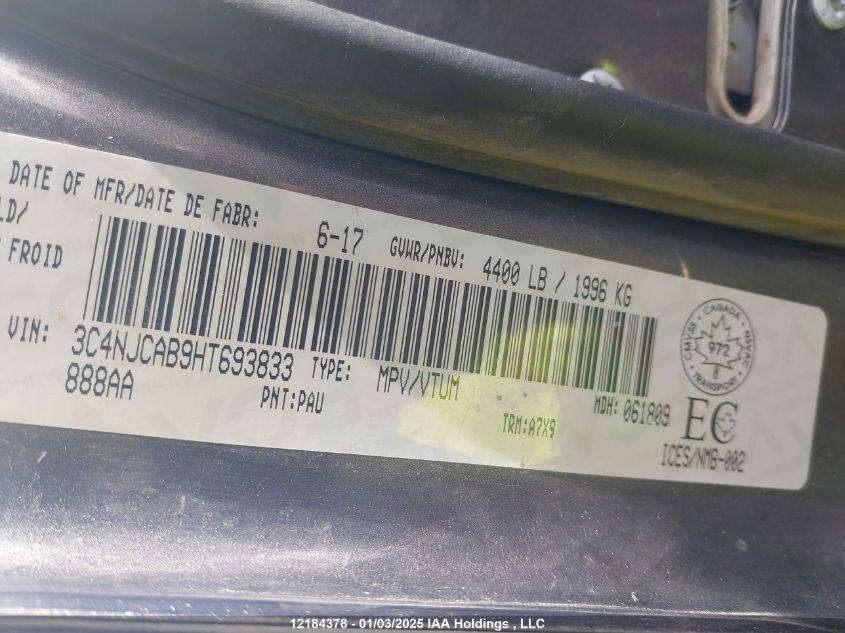 DATE OF MFR/DATE DE FABR: 6-17 GVWR/PNBV: 4400 LB / 1996 KG
LD/
FROID
VIN: 3C4NJCAB9HT693833 TYPE: MPV/VTUM MDH: 061809
888AA PNT:PAU TRM:A7X9
CMVSS · CANADA · NSVAC
972
TRANSPORT
EC
ICES/NMB-002
12184378 - 01/03/2025 IAA Holdings , LLC